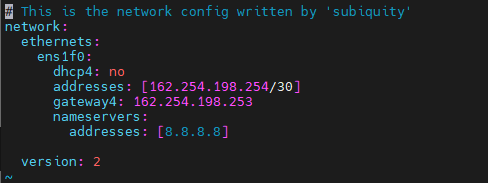 # This is the network config written by 'subiquity'
network:
  ethernets:
    ens1f0:
      dhcp4: no
      addresses: [162.254.198.254/30]
      gateway4: 162.254.198.253
      nameservers:
        addresses: [8.8.8.8]

  version: 2
~